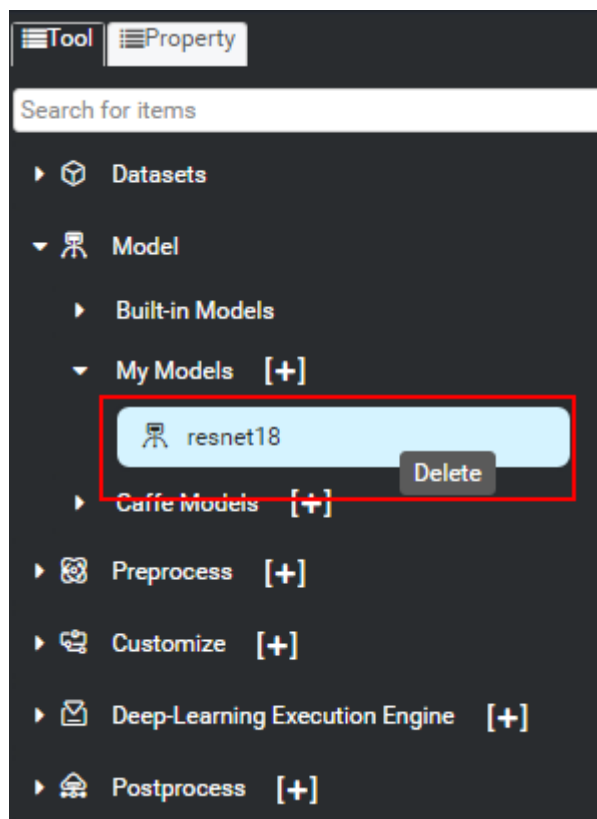 Tool Property
Search for items
Datasets
Model
Built-in Models
My Models [+]
resnet18
Delete
Caffe Models [+]
Preprocess [+]
Customize [+]
Deep-Learning Execution Engine [+]
Postprocess [+]